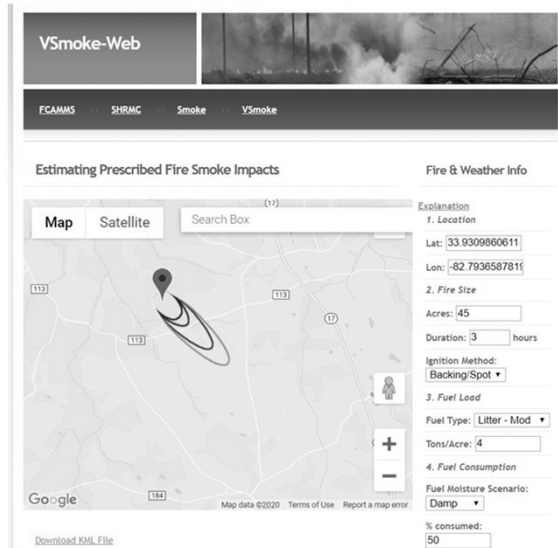 VSmoke-Web
FCAMMS
SHRMC
Smoke
VSmoke
Estimating Prescribed Fire Smoke Impacts
Map
Satellite
Search Box
(17)
113
113
113
17
184
Google
Map data ©2020
Terms of Use
Report a map error
Download KML File
Fire & Weather Info
Explanation
1. Location
Lat: 33.9309860611
Lon: -82.7936587819
2. Fire Size
Acres: 45
Duration: 3 hours
Ignition Method:
Backing/Spot
3. Fuel Load
Fuel Type: Litter - Mod
Tons/Acre: 4
4. Fuel Consumption
Fuel Moisture Scenario:
Damp
% consumed:
50